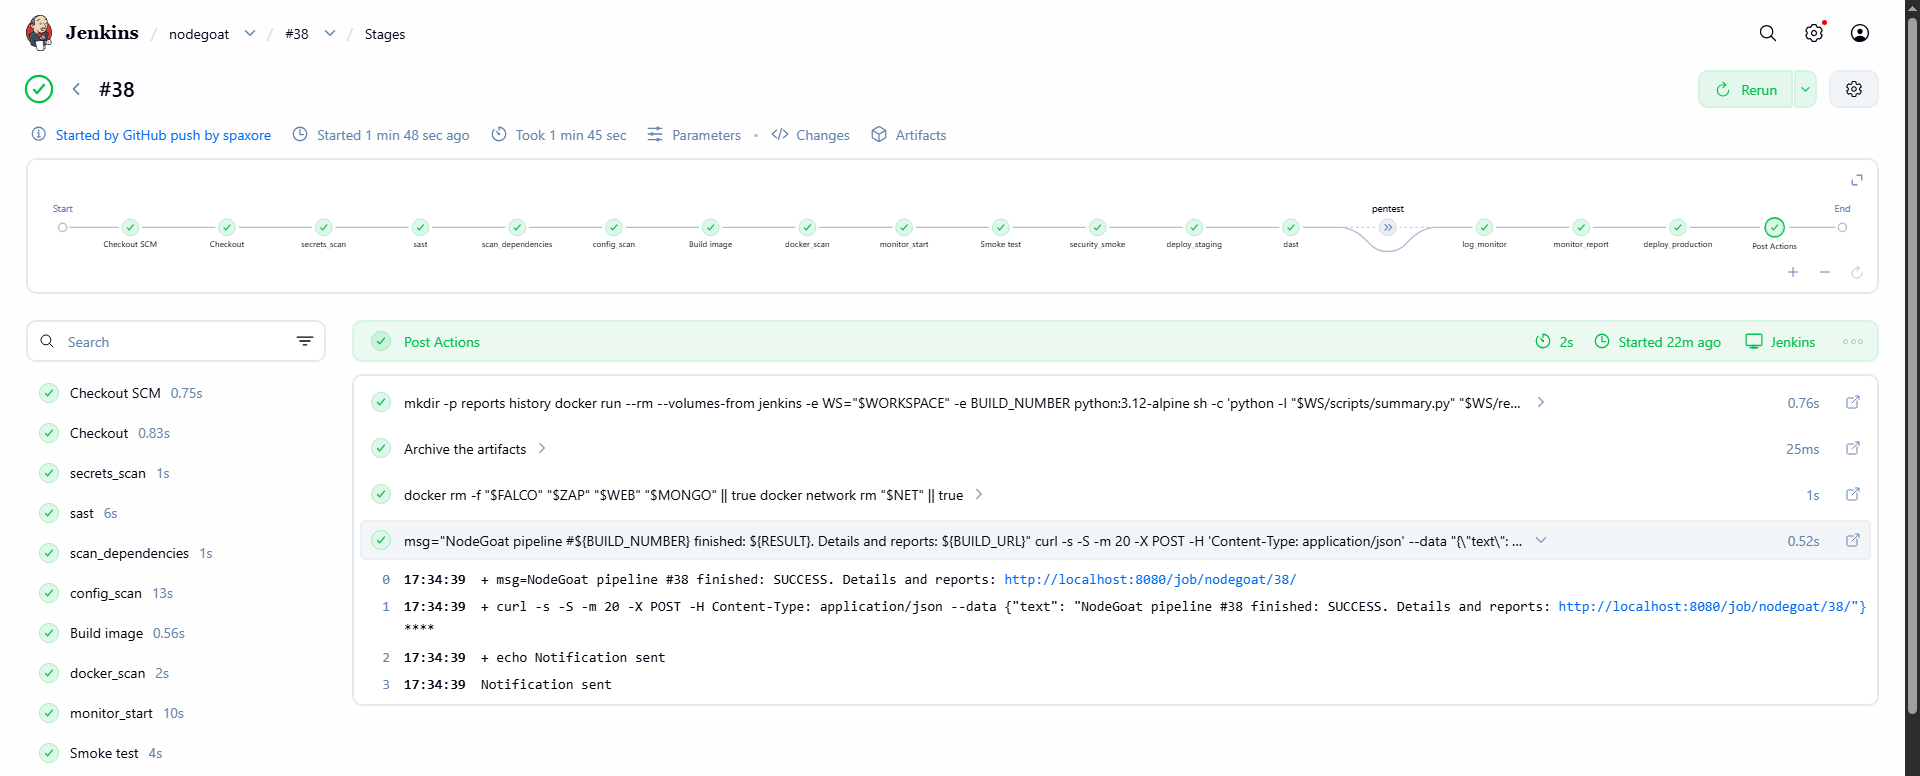 Jenkins / nodegoat / #38 / Stages
#38
Rerun
Started by GitHub push by spaxore Started 1 min 48 sec ago Took 1 min 45 sec Parameters Changes Artifacts
Start
Checkout SCM
Checkout
secrets_scan
sast
scan_dependencies
config_scan
Build image
docker_scan
monitor_start
Smoke test
security_smoke
deploy_staging
dast
pentest
log_monitor
monitor_report
deploy_production
Post Actions
End
Search
Checkout SCM 0.75s
Checkout 0.83s
secrets_scan 1s
sast 6s
scan_dependencies 1s
config_scan 13s
Build image 0.56s
docker_scan 2s
monitor_start 10s
Smoke test 4s
Post Actions 2s Started 22m ago Jenkins
mkdir -p reports history docker run --rm --volumes-from jenkins -e WS="$WORKSPACE" -e BUILD_NUMBER python:3.12-alpine sh -c 'python -I "$WS/scripts/summary.py" "$WS/re... 0.76s
Archive the artifacts 25ms
docker rm -f "$FALCO" "$ZAP" "$WEB" "$MONGO" || true docker network rm "$NET" || true 1s
msg="NodeGoat pipeline #${BUILD_NUMBER} finished: ${RESULT}. Details and reports: ${BUILD_URL}" curl -s -S -m 20 -X POST -H 'Content-Type: application/json' --data "{\"text\": ... 0.52s
0 17:34:39 + msg=NodeGoat pipeline #38 finished: SUCCESS. Details and reports: http://localhost:8080/job/nodegoat/38/
1 17:34:39 + curl -s -S -m 20 -X POST -H Content-Type: application/json --data {"text": "NodeGoat pipeline #38 finished: SUCCESS. Details and reports: http://localhost:8080/job/nodegoat/38/"}
****
2 17:34:39 + echo Notification sent
3 17:34:39 Notification sent